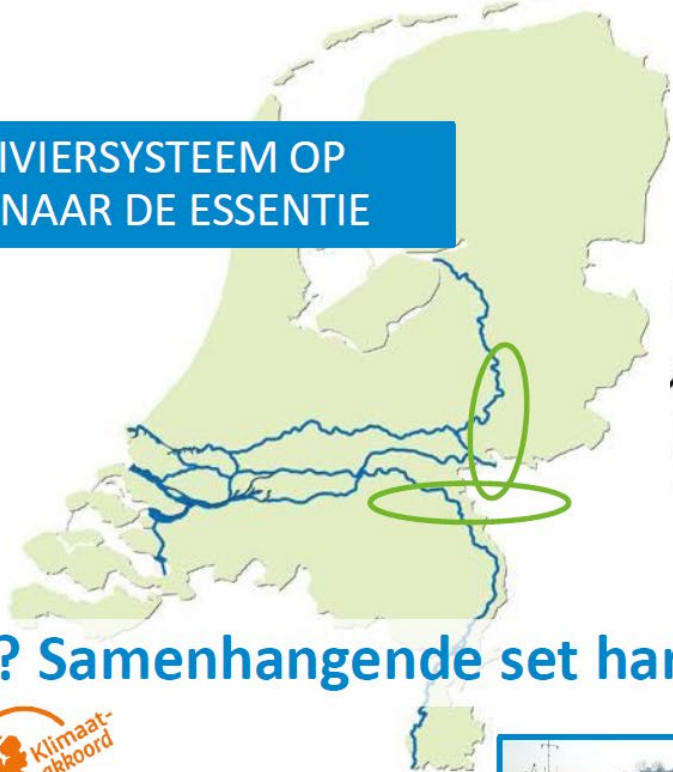 IVIERSYSTEEM OP
NAAR DE ESSENTIE
? Samenhangende set har
Klimaat-
akkoord